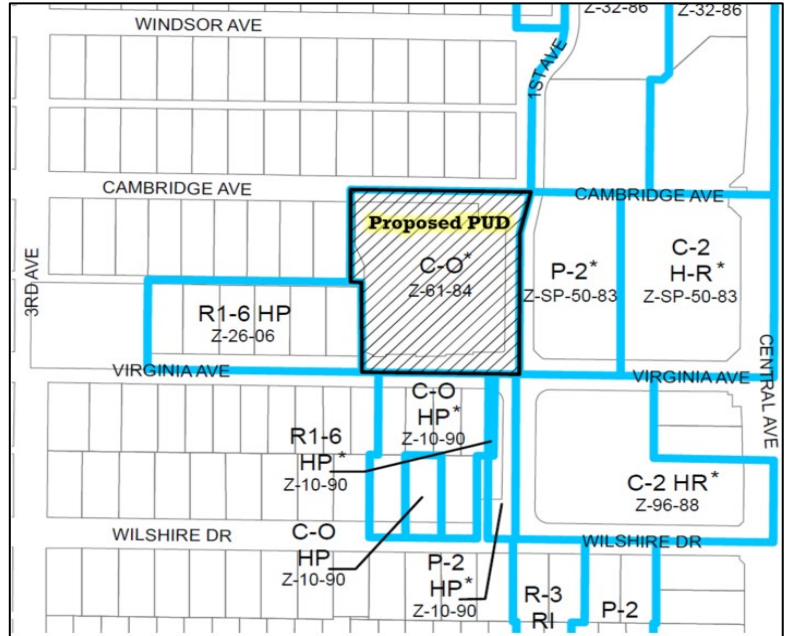 Z-32-86
Z-32-86
WINDSOR AVE
1ST AVE
CAMBRIDGE AVE
CAMBRIDGE AVE
Proposed PUD
C-O*
Z-61-84
P-2*
Z-SP-50-83
C-2
H-R*
Z-SP-50-83
3RD AVE
R1-6 HP
Z-26-06
CENTRAL AVE
VIRGINIA AVE
VIRGINIA AVE
C-O
HP*
Z-10-90
R1-6
HP*
Z-10-90
C-2 HR*
Z-96-88
WILSHIRE DR
C-O
HP
Z-10-90
WILSHIRE DR
P-2
HP*
Z-10-90
R-3
RI
P-2